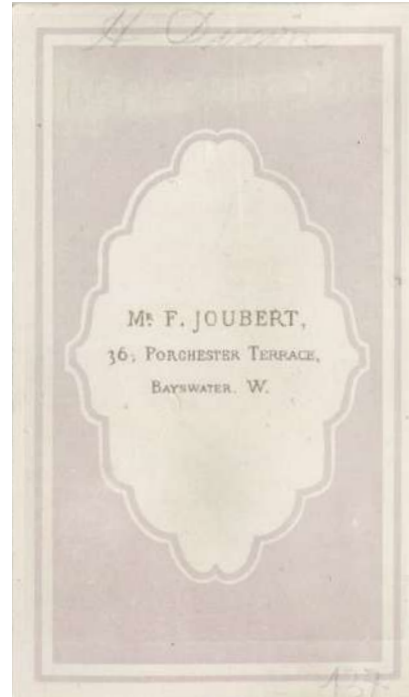 Mr. F. JOUBERT,
36, PORCHESTER TERRACE,
BAYSWATER. W.